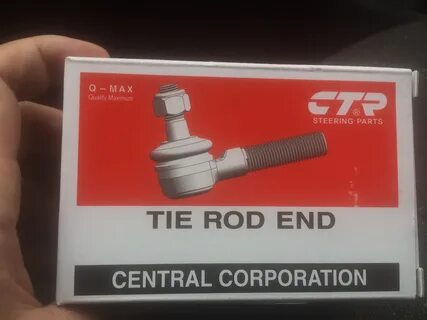 Q-MAX
Quality Maximum
CTR®
STEERING PARTS
TIE ROD END
CENTRAL CORPORATION